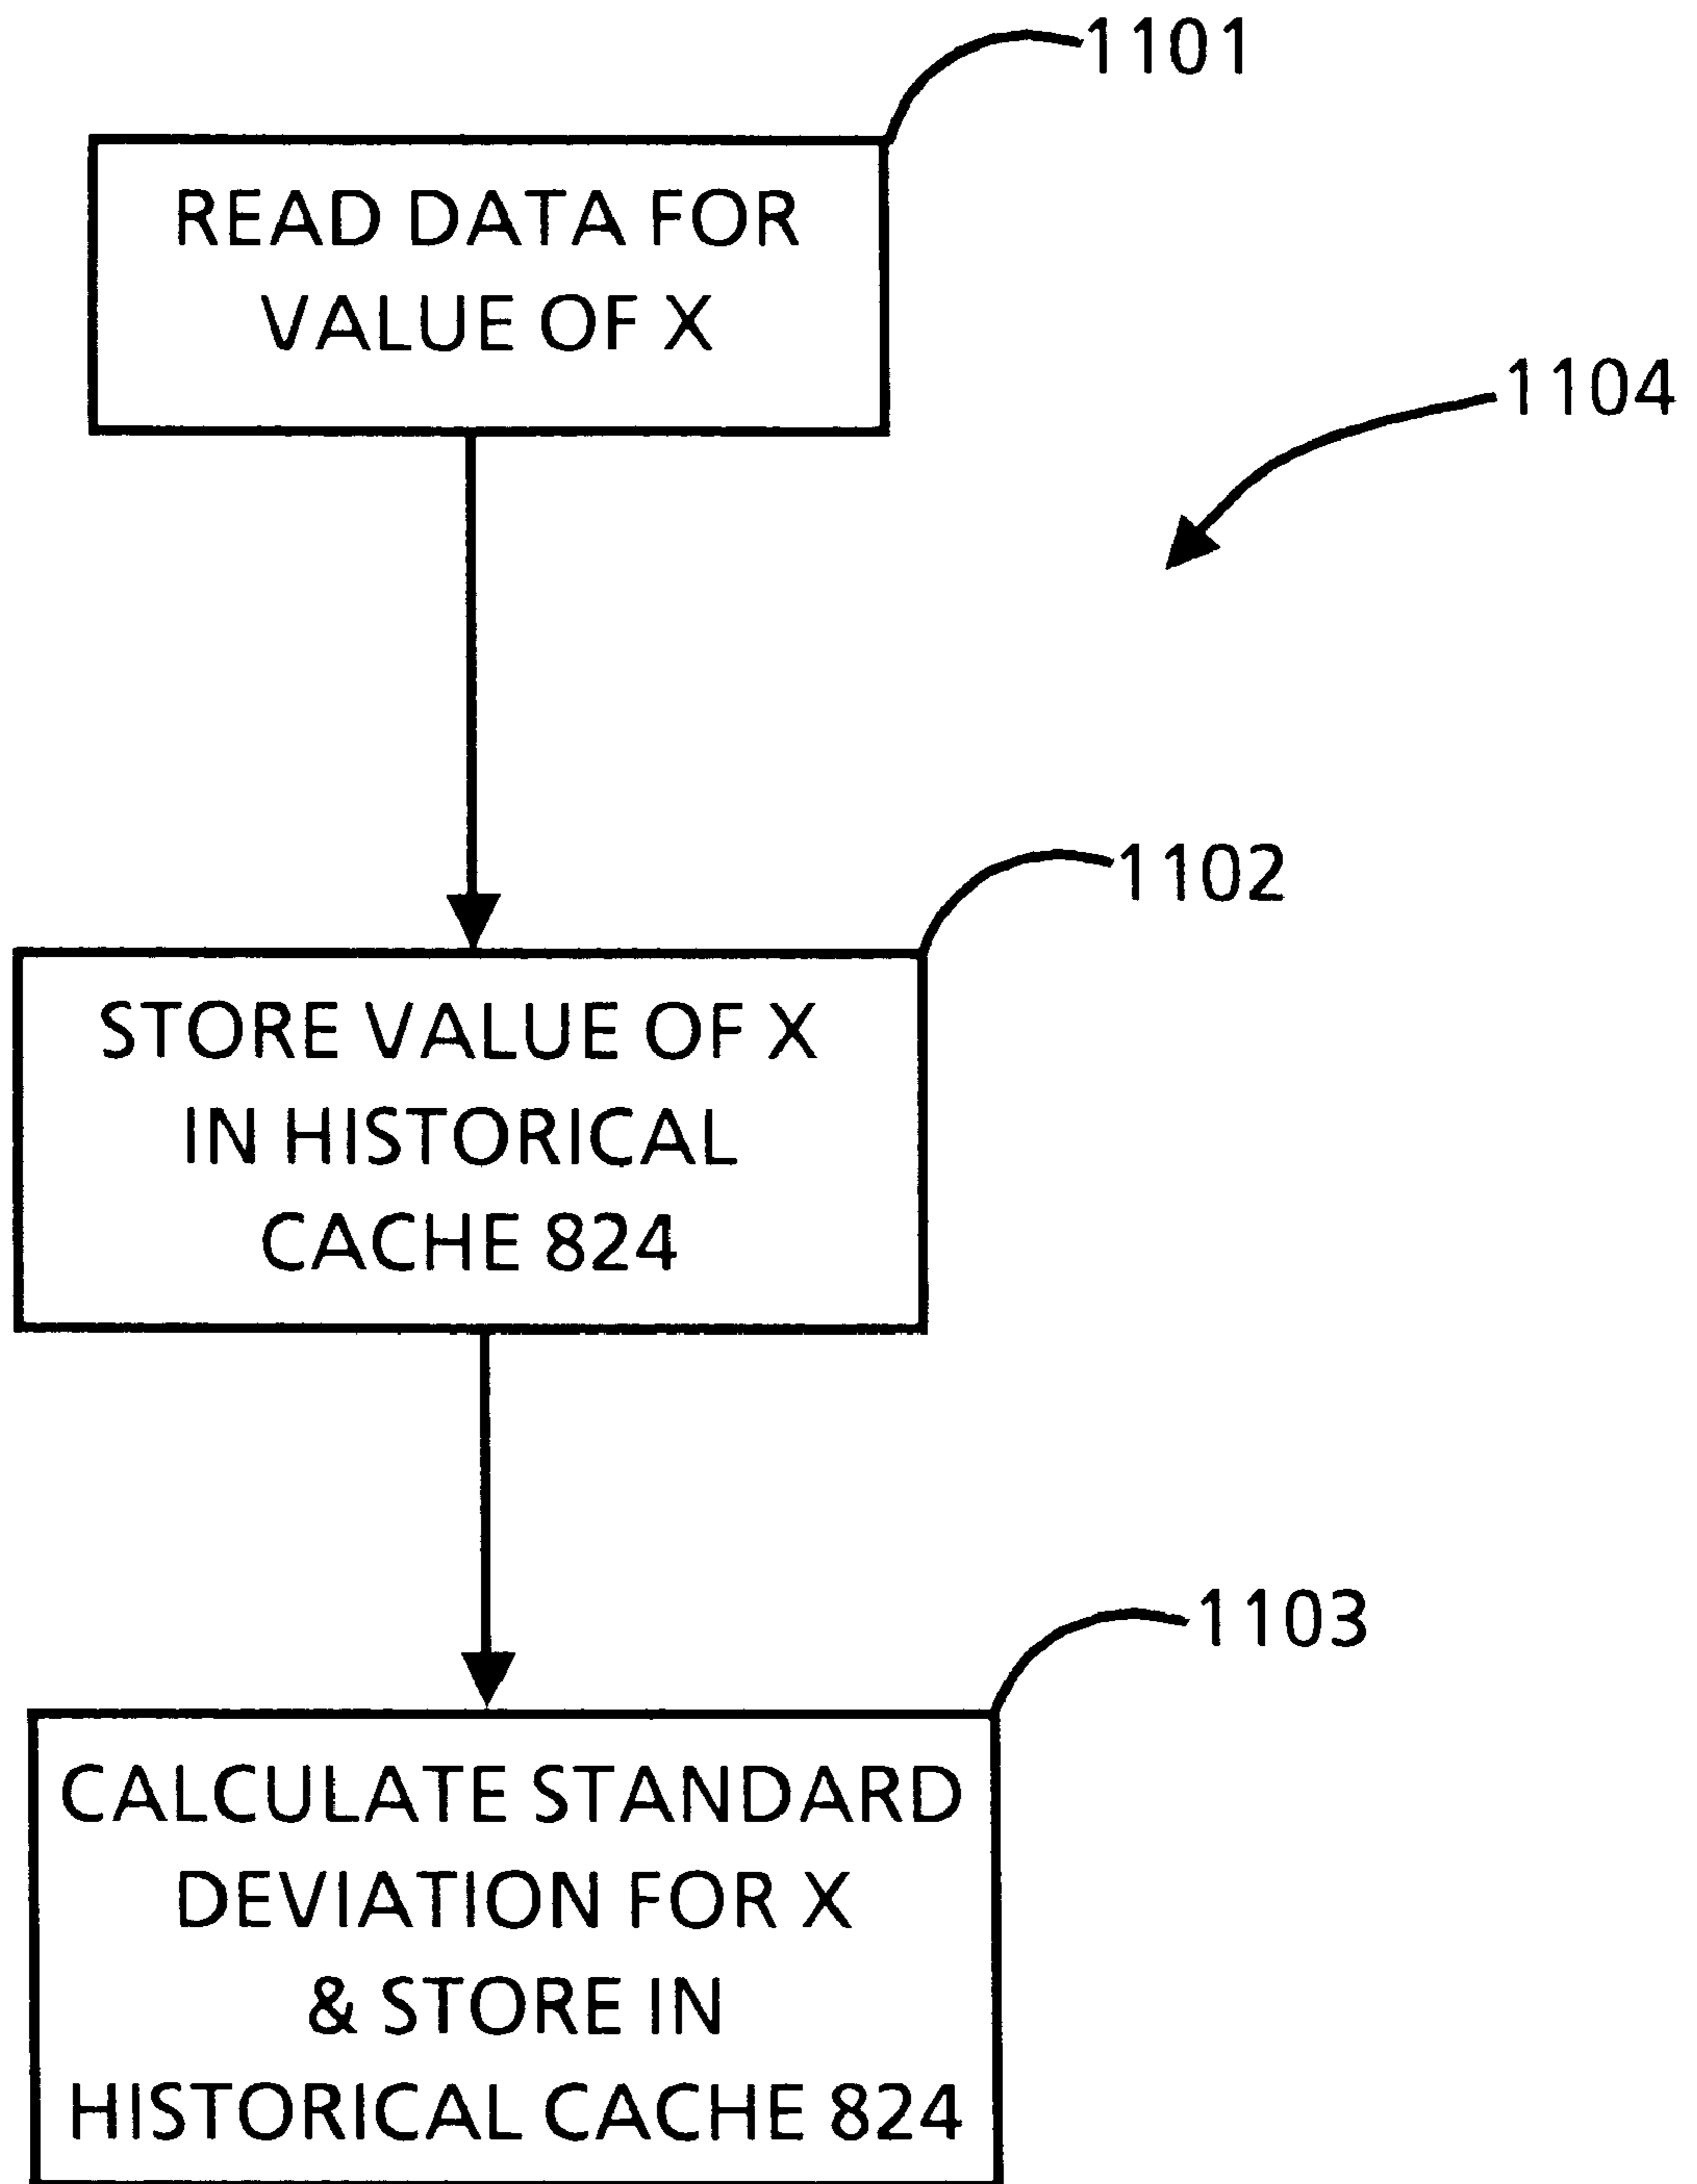 1101
READ DATA FOR
VALUE OF X
1104
1102
STORE VALUE OF X
IN HISTORICAL
CACHE 824
1103
CALCULATE STANDARD
DEVIATION FOR X
& STORE IN
HISTORICAL CACHE 824